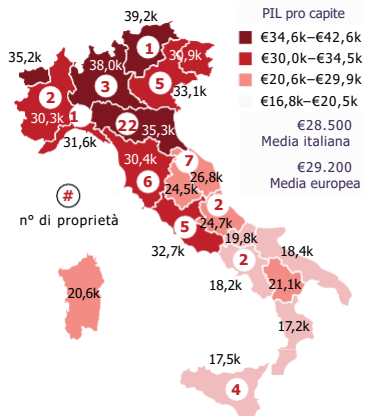 PIL pro capite
€34,6k–€42,6k
€30,0k–€34,5k
€20,6k–€29,9k
€16,8k–€20,5k
€28.500
Media italiana
€29.200
Media europea
39,2k
35,2k
38,0k
1
30,9k
2
3
5
33,1k
30,3k
1
22
35,3k
31,6k
30,4k
7
6
24,5k
26,8k
#
n° di proprietà
2
5
24,7k
32,7k
19,8k
18,4k
2
18,2k
21,1k
20,6k
17,2k
17,5k
4